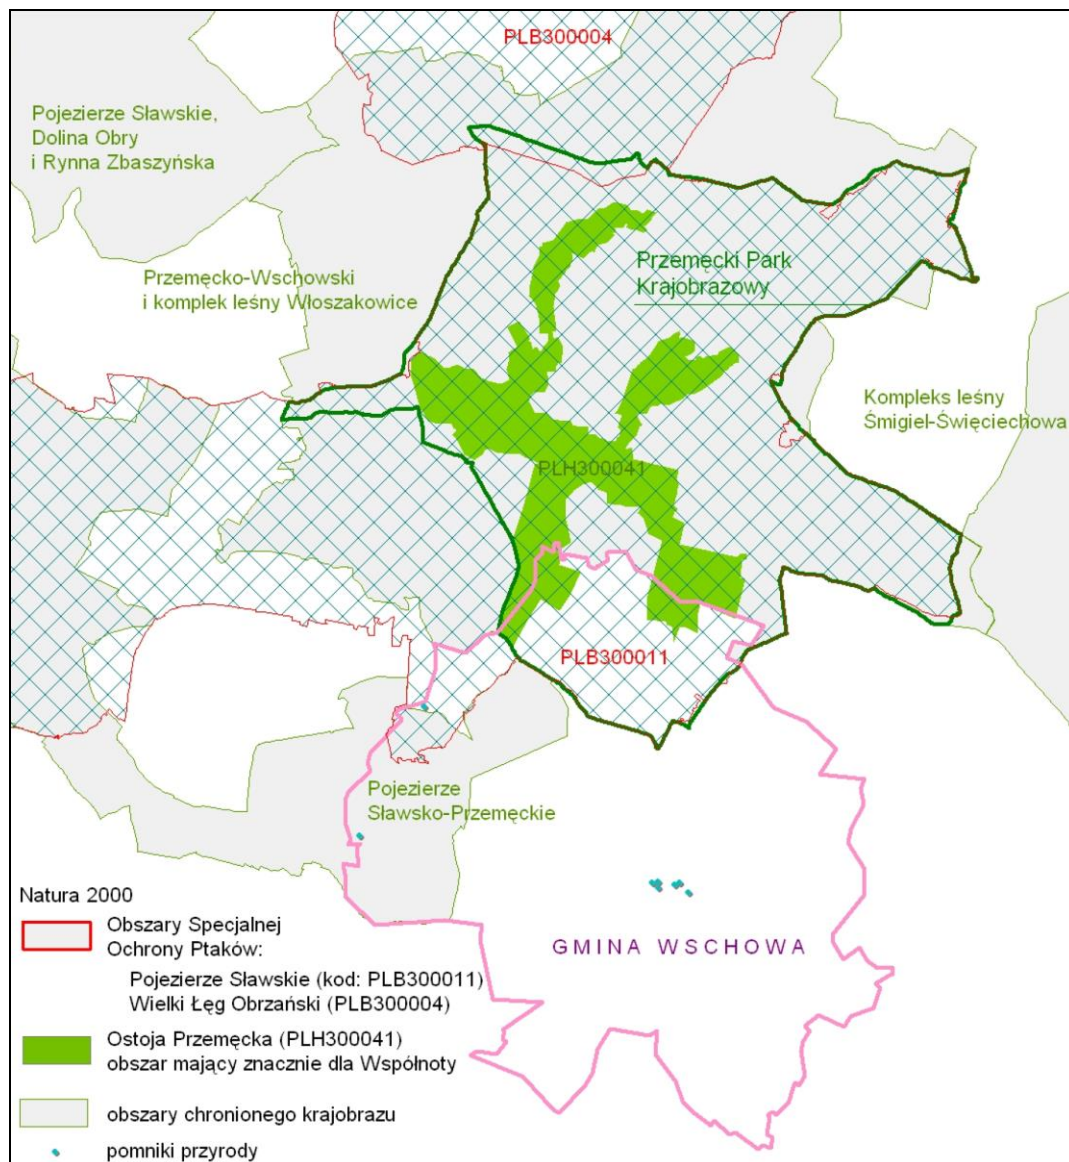 PLB300004
Pojezierze Sławskie,
Dolina Obry
i Rynna Zbaszyńska
Przemęcki Park
Krajobrazowy
Przemęcko-Wschowski
i komplek leśny Włoszakowice
Kompleks leśny
Śmigiel-Święciechowa
PLH300041
PLB300011
Pojezierze
Sławsko-Przemęckie
GMINA WSCHOWA
Natura 2000
Obszary Specjalnej
Ochrony Ptaków:
Pojezierze Sławskie (kod: PLB300011)
Wielki Łęg Obrzański (PLB300004)
Ostoja Przemęcka (PLH300041)
obszar mający znacznie dla Wspólnoty
obszary chronionego krajobrazu
pomniki przyrody